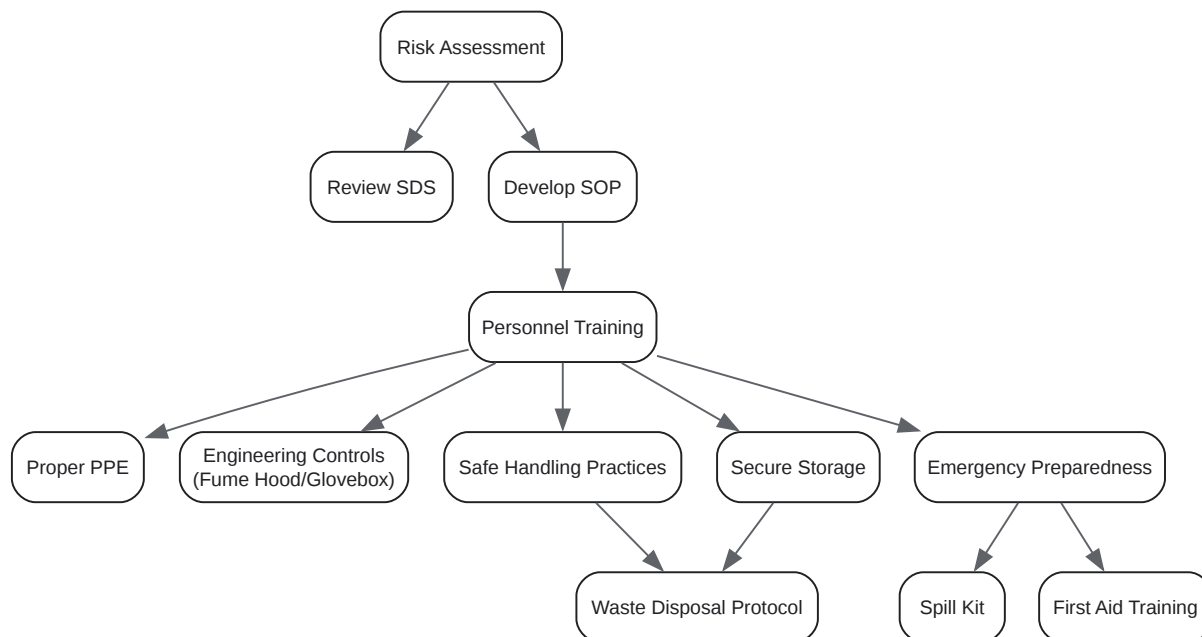 Risk Assessment
Review SDS
Develop SOP
Personnel Training
Proper PPE
Engineering Controls
(Fume Hood/Glovebox)
Safe Handling Practices
Secure Storage
Emergency Preparedness
Waste Disposal Protocol
Spill Kit
First Aid Training